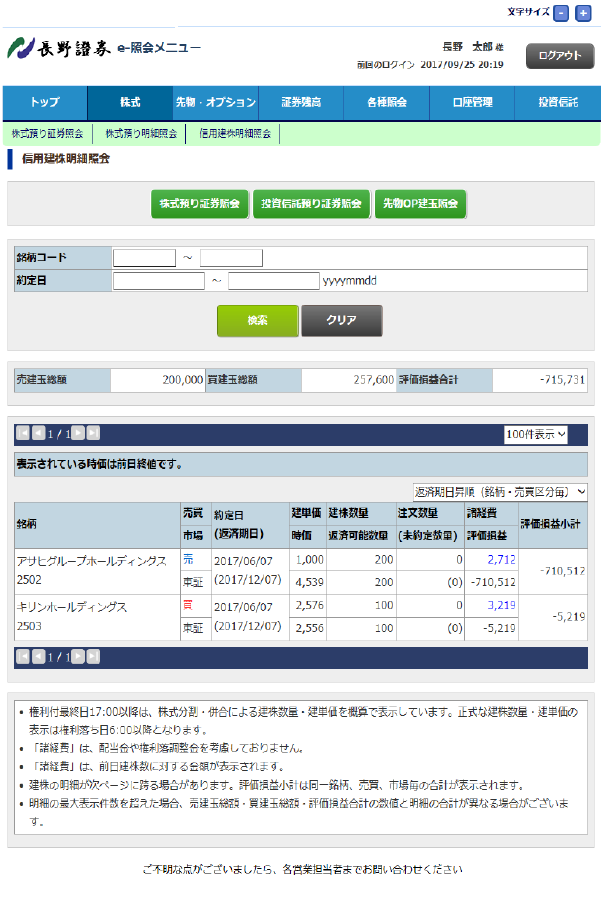 文字サイズ - +
長野證券 e-照会メニュー
長野 太郎 様
前回のログイン 2017/09/25 20:19
ログアウト
トップ 株式 先物・オプション 証券残高 各種照会 口座管理 投資信託
株式預り証券照会 株式預り明細照会 信用建株明細照会
信用建株明細照会
株式預り証券照会 投資信託預り証券照会 先物OP建玉照会
銘柄コード ～
約定日 ～ yyyymmdd
検索 クリア
売建玉総額 200,000 買建玉総額 257,600 評価損益合計 -715,731
1 / 1 100件表示
表示されている時価は前日終値です。
返済期日昇順（銘柄・売買区分毎）
銘柄 売買 約定日 建単価 建株数量 注文数量 諸経費 評価損益小計
市場 (返済期日) 時価 返済可能数量 (未約定数量) 評価損益
アサヒグループホールディングス 売 2017/06/07 1,000 200 0 2,712 -710,512
2502 東証 (2017/12/07) 4,539 200 (0) -710,512
キリンホールディングス 買 2017/06/07 2,576 100 0 3,219 -5,219
2503 東証 (2017/12/07) 2,556 100 (0) -5,219
1 / 1
• 権利付最終日17:00以降は、株式分割・併合による建株数量・建単価を概算で表示しています。正式な建株数量・建単価の
表示は権利落ち日6:00以降となります。
• 「諸経費」は、配当金や権利落調整金を考慮しておりません。
• 「諸経費」は、前日建株数に対する金額が表示されます。
• 建株の明細が次ページに跨る場合があります。評価損益小計は同一銘柄、売買、市場毎の合計が表示されます。
• 明細の最大表示件数を超えた場合、売建玉総額・買建玉総額・評価損益合計の数値と明細の合計が異なる場合がございま
す。
ご不明な点がございましたら、各営業担当者までお問い合わせください